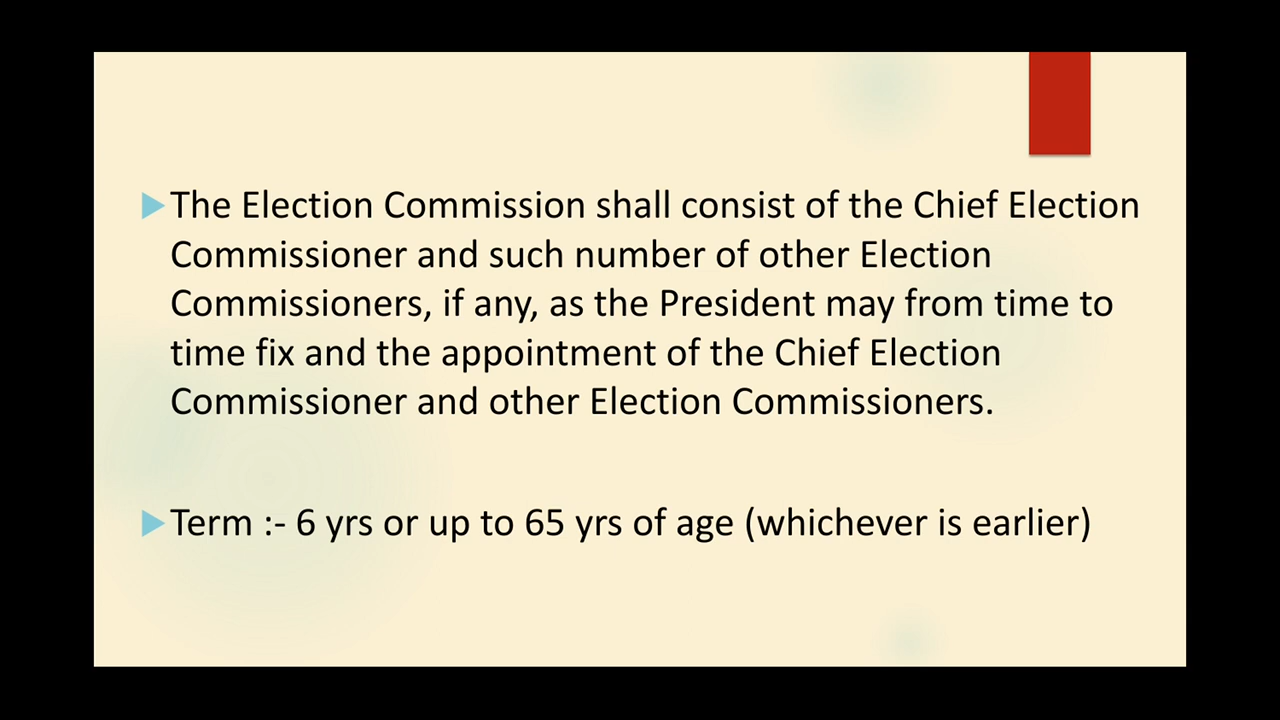 The Election Commission shall consist of the Chief Election
Commissioner and such number of other Election
Commissioners, if any, as the President may from time to
time fix and the appointment of the Chief Election
Commissioner and other Election Commissioners.
Term :- 6 yrs or up to 65 yrs of age (whichever is earlier)